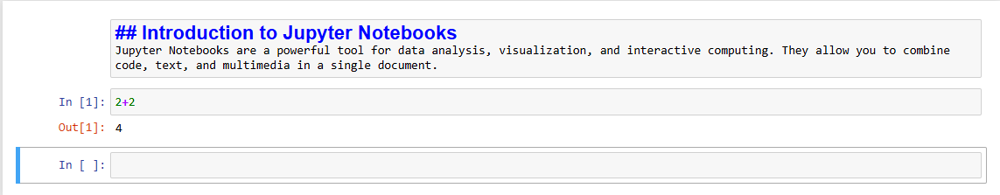 ## Introduction to Jupyter Notebooks
Jupyter Notebooks are a powerful tool for data analysis, visualization, and interactive computing. They allow you to combine
code, text, and multimedia in a single document.
In [1]: 2+2
Out[1]: 4
In [ ]: